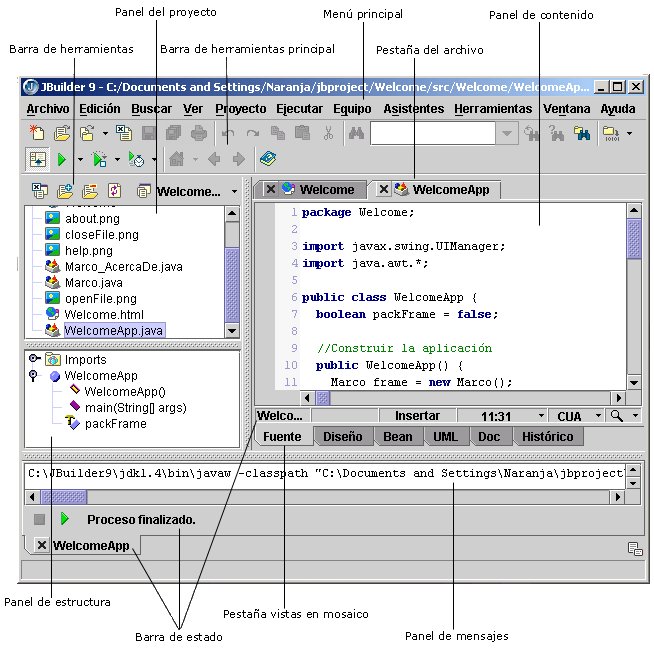 Panel del proyecto
Menú principal
Panel de contenido
Barra de herramientas
Barra de herramientas principal
Pestaña del archivo
JBuilder 9 - C:/Documents and Settings/Naranja/jbproject/Welcome/src/Welcome/WelcomeAp...
Archivo Edición Buscar Ver Proyecto Ejecutar Equipo Asistentes Herramientas Ventana Ayuda
Welcome...
Welcome
WelcomeApp
about.png
closeFile.png
help.png
Marco_AcercaDe.java
Marco.java
openFile.png
Welcome.html
WelcomeApp.java
1 package Welcome;
2
3 import javax.swing.UIManager;
4 import java.awt.*;
5
6 public class WelcomeApp {
7 boolean packFrame = false;
8
9 //Construir la aplicación
10 public WelcomeApp() {
11 Marco frame = new Marco();
Imports
WelcomeApp
WelcomeApp()
main(String[] args)
packFrame
Welco...
Insertar
11:31
CUA
Fuente Diseño Bean UML Doc Histórico
C:\JBuilder9\jdk1.4\bin\javaw -classpath "C:\Documents and Settings\Naranja\jbproject\
Proceso finalizado.
WelcomeApp
Panel de estructura
Pestaña vistas en mosaico
Barra de estado
Panel de mensajes